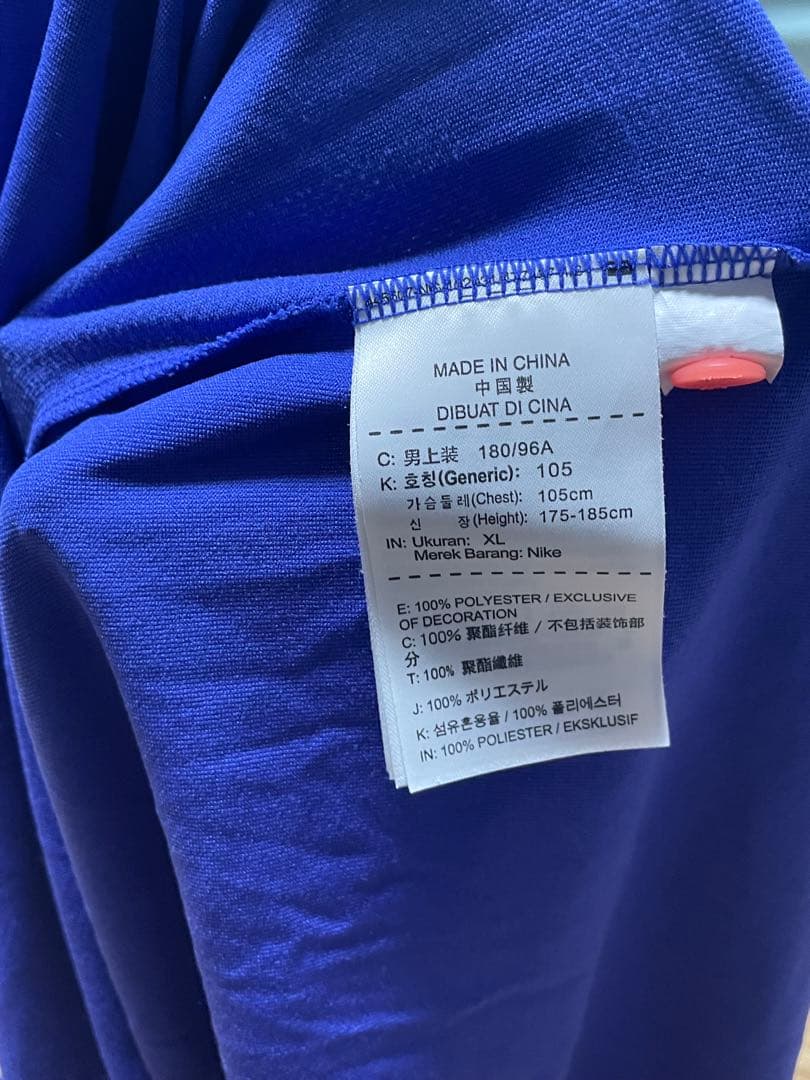 MADE IN CHINA
中国製
DIBUAT DI CINA
C: 男上装 180/96A
K: 호칭(Generic): 105
가슴둘레(Chest): 105cm
신 장(Height): 175-185cm
IN: Ukuran: XL
Merek Barang: Nike
E: 100% POLYESTER / EXCLUSIVE
OF DECORATION
C: 100% 聚酯纤维 / 不包括装饰部
分
T: 100% 聚酯纖維
J: 100% ポリエステル
K: 섬유혼용율 / 100% 폴리에스터
IN: 100% POLIESTER / EKSKLUSIF